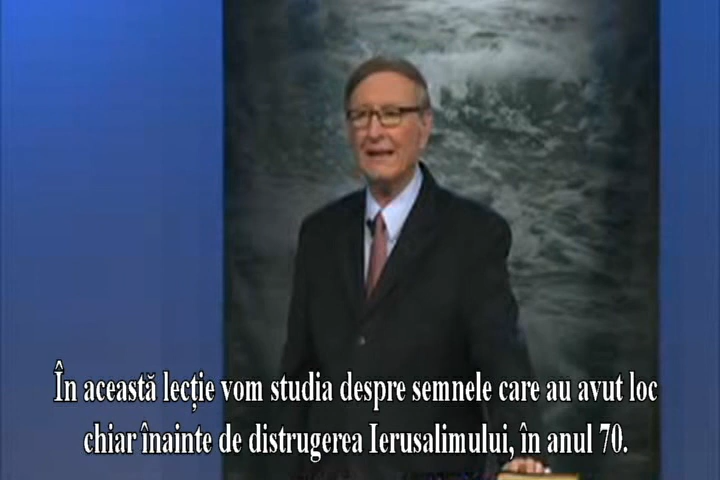 În această lecție vom studia despre semnele care au avut loc
chiar înainte de distrugerea Ierusalimului, în anul 70.